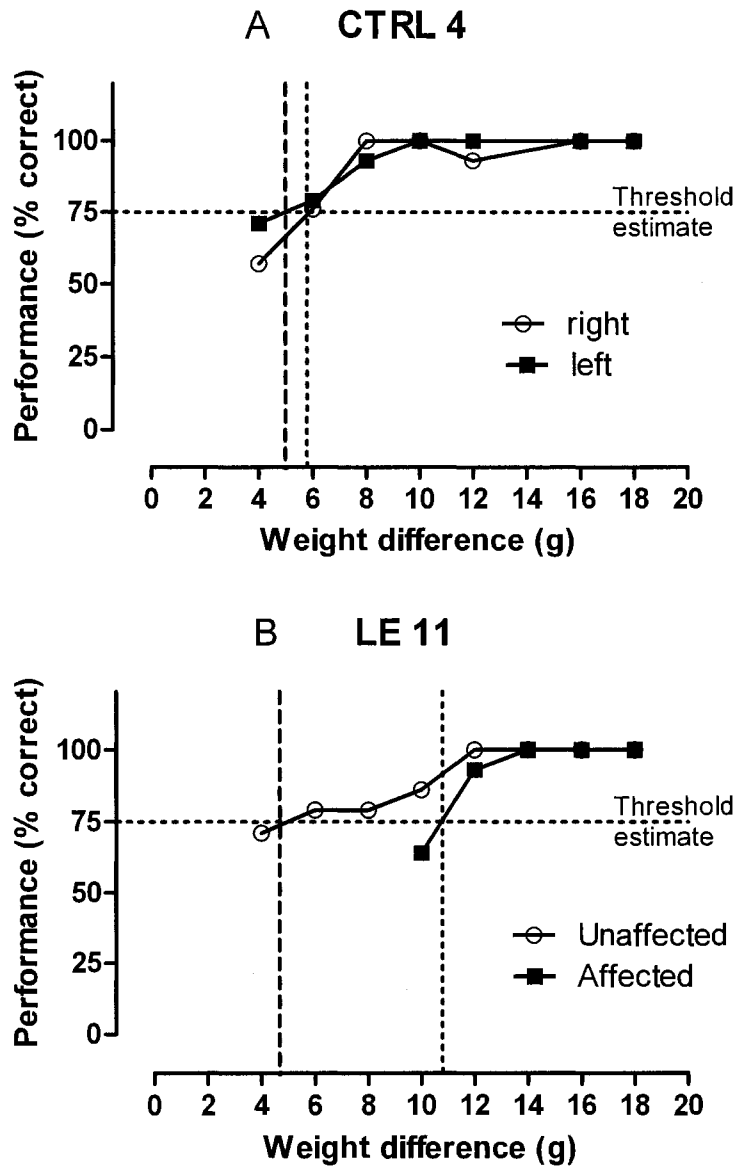 A CTRL 4
Performance (% correct)
100
75
50
25
0
Threshold
estimate
right
left
0 2 4 6 8 10 12 14 16 18 20
Weight difference (g)
B LE 11
Performance (% correct)
100
75
50
25
0
Threshold
estimate
Unaffected
Affected
0 2 4 6 8 10 12 14 16 18 20
Weight difference (g)